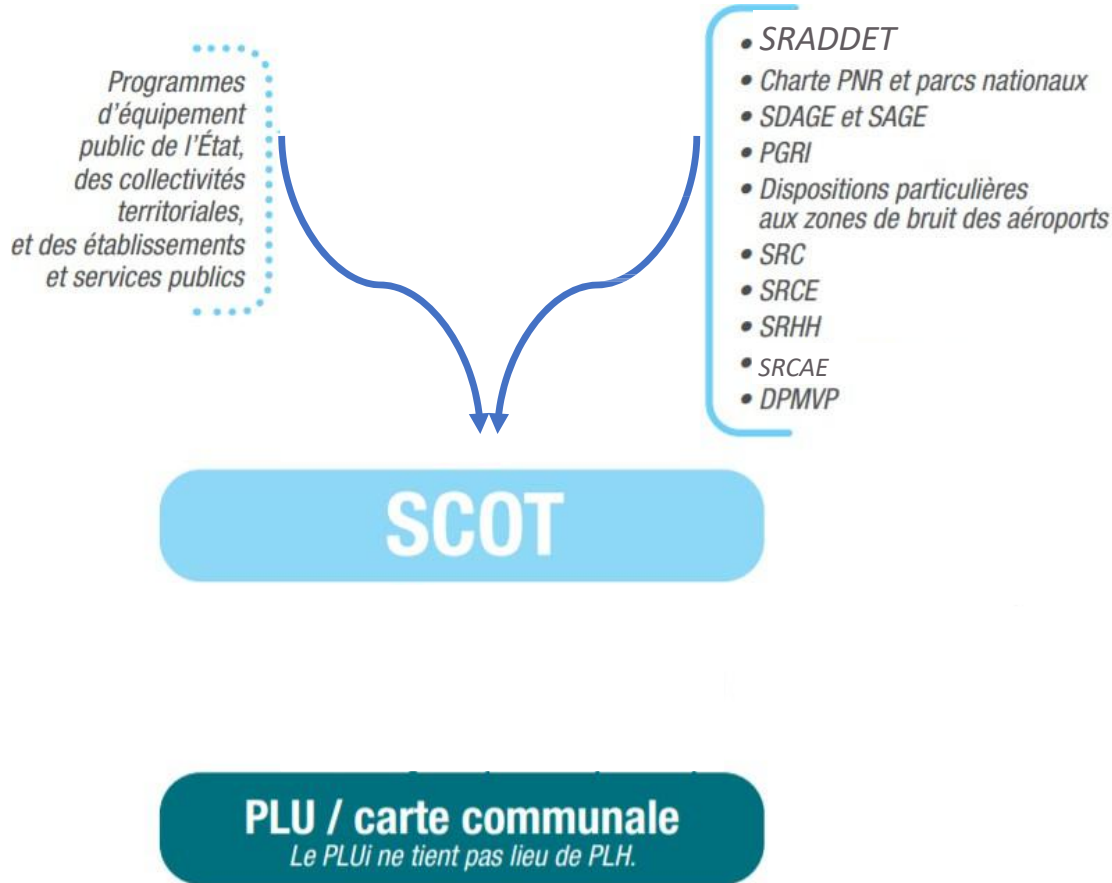 Programmes
d'équipement
public de l'État,
des collectivités
territoriales,
et des établissements
et services publics
• SRADDET
• Charte PNR et parcs nationaux
• SDAGE et SAGE
• PGRI
• Dispositions particulières
aux zones de bruit des aéroports
• SRC
• SRCE
• SRHH
• SRCAE
• DPMVP
SCOT
PLU / carte communale
Le PLUi ne tient pas lieu de PLH.